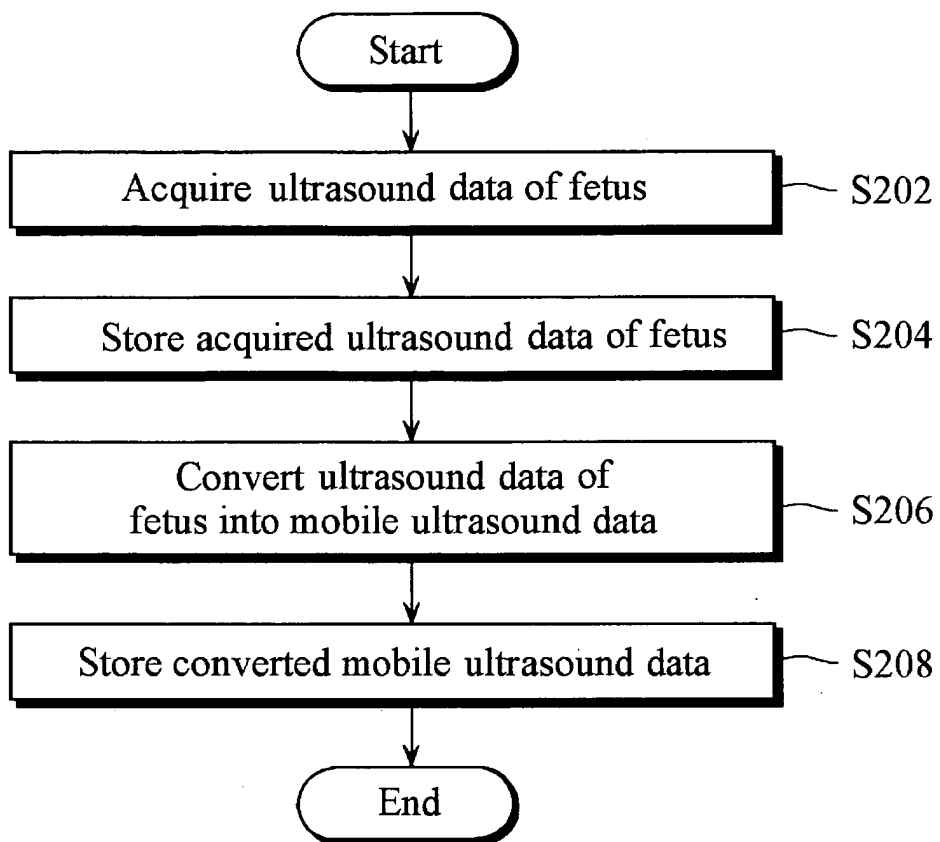 Start
Acquire ultrasound data of fetus
S202
Store acquired ultrasound data of fetus
S204
Convert ultrasound data of
fetus into mobile ultrasound data
S206
Store converted mobile ultrasound data
S208
End